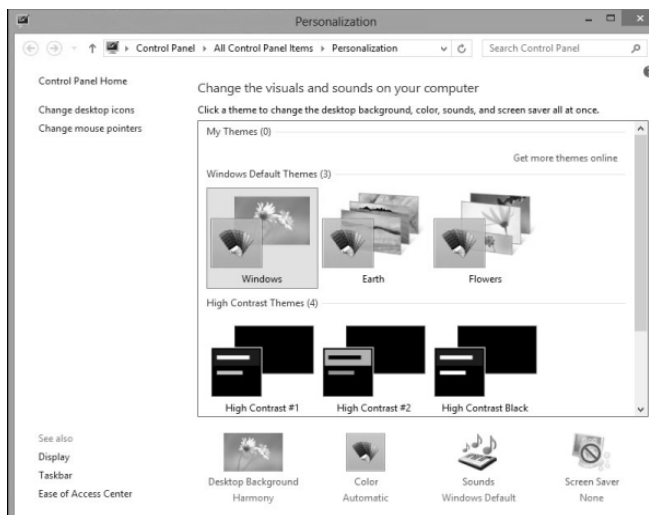 Personalization
Control Panel
All Control Panel Items
Personalization
Search Control Panel
Control Panel Home
Change desktop icons
Change mouse pointers
Change the visuals and sounds on your computer
Click a theme to change the desktop background, color, sounds, and screen saver all at once.
My Themes (0)
Get more themes online
Windows Default Themes (3)
Windows
Earth
Flowers
High Contrast Themes (4)
High Contrast #1
High Contrast #2
High Contrast Black
See also
Display
Taskbar
Ease of Access Center
Desktop Background
Harmony
Color
Automatic
Sounds
Windows Default
Screen Saver
None